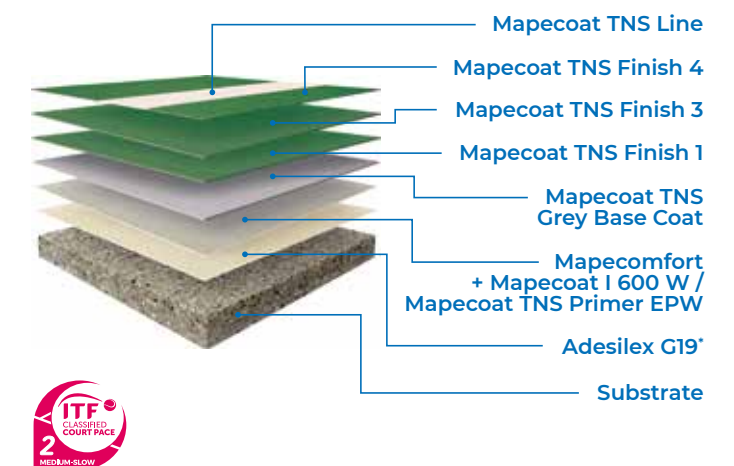 Mapecoat TNS Line
Mapecoat TNS Finish 4
Mapecoat TNS Finish 3
Mapecoat TNS Finish 1
Mapecoat TNS
Grey Base Coat
Mapecomfort
+ Mapecoat I 600 W /
Mapecoat TNS Primer EPW
Adesilex G19*
Substrate
ITF
CLASSIFIED
COURT PACE
2
MEDIUM-SLOW